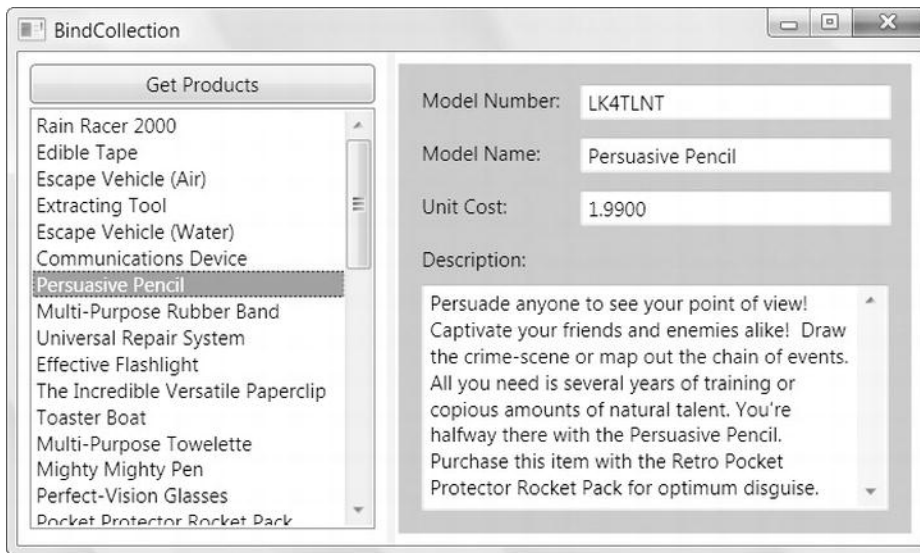 BindCollection
Get Products
Rain Racer 2000
Edible Tape
Escape Vehicle (Air)
Extracting Tool
Escape Vehicle (Water)
Communications Device
Persuasive Pencil
Multi-Purpose Rubber Band
Universal Repair System
Effective Flashlight
The Incredible Versatile Paperclip
Toaster Boat
Multi-Purpose Towelette
Mighty Mighty Pen
Perfect-Vision Glasses
Pocket Protector Rocket Pack
Model Number: LK4TLNT
Model Name: Persuasive Pencil
Unit Cost: 1.9900
Description:
Persuade anyone to see your point of view!
Captivate your friends and enemies alike!  Draw
the crime-scene or map out the chain of events.
All you need is several years of training or
copious amounts of natural talent. You're
halfway there with the Persuasive Pencil.
Purchase this item with the Retro Pocket
Protector Rocket Pack for optimum disguise.